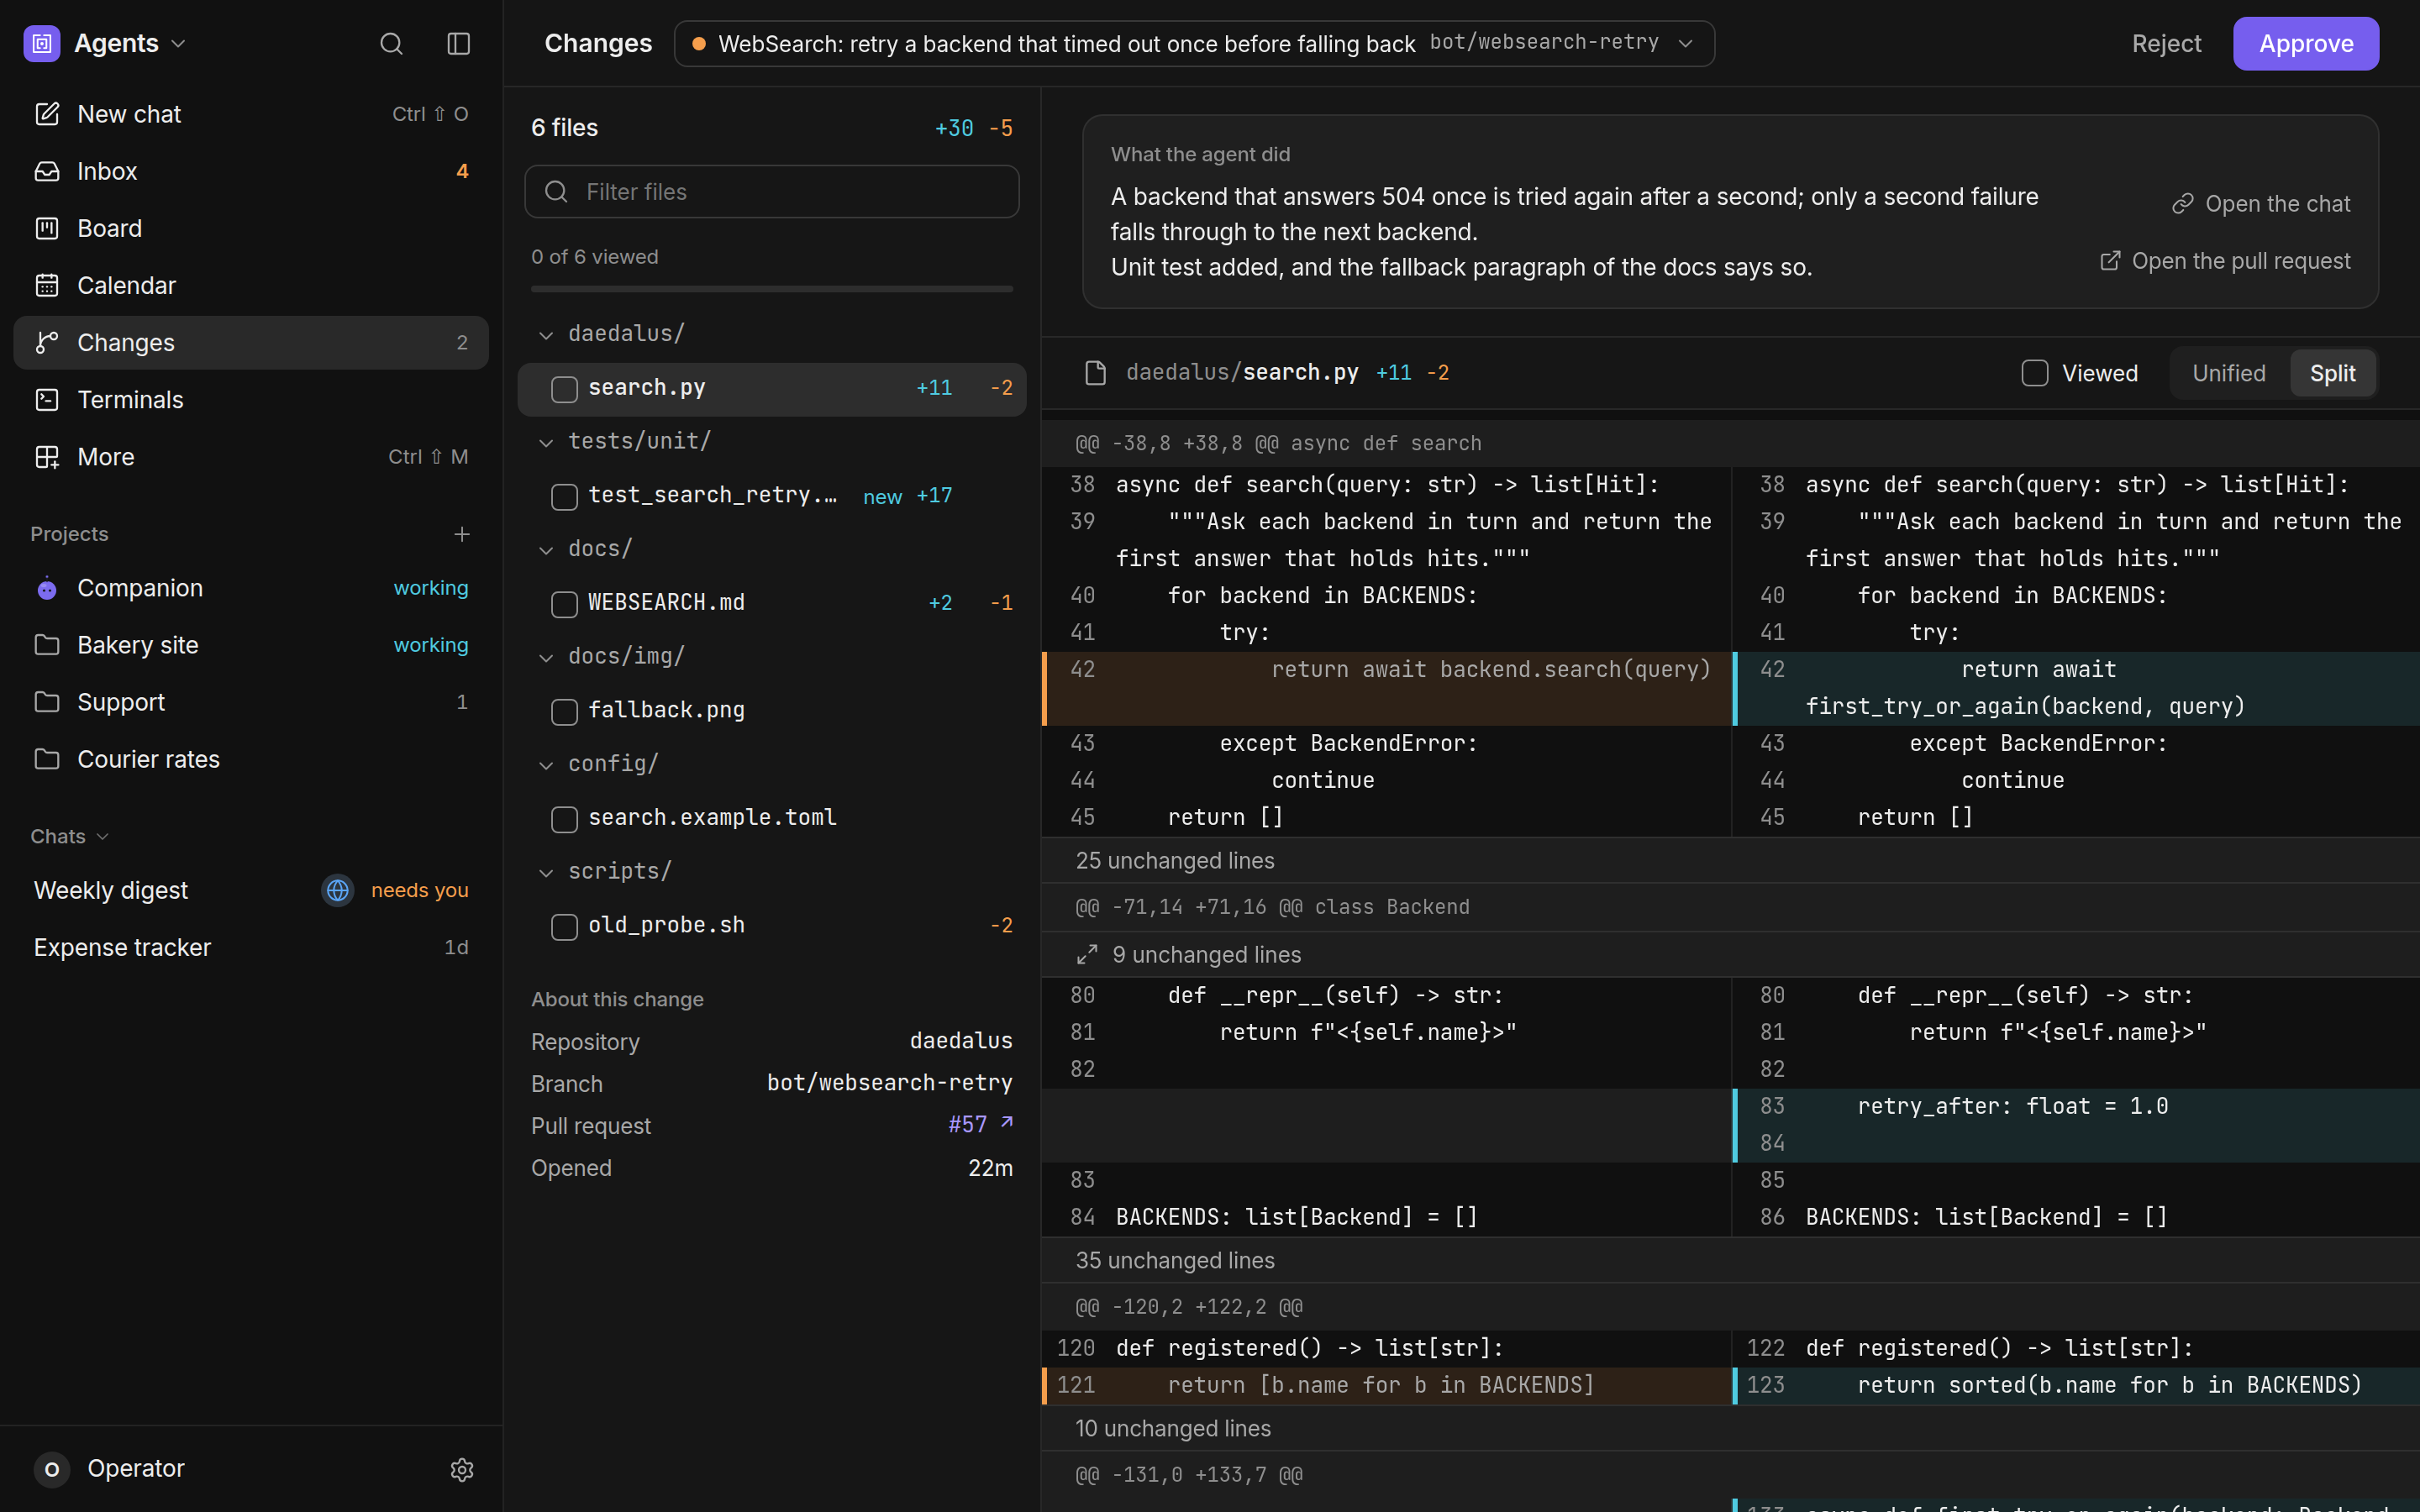 Agents
New chat Ctrl ⇧ O
Inbox 4
Board
Calendar
Changes 2
Terminals
More Ctrl ⇧ M
Projects
Companion working
Bakery site working
Support 1
Courier rates
Chats
Weekly digest needs you
Expense tracker 1d
O Operator
Changes WebSearch: retry a backend that timed out once before falling back bot/websearch-retry
Reject Approve
6 files +30 -5
Filter files
0 of 6 viewed
daedalus/
search.py +11 -2
tests/unit/
test_search_retry.… new +17
docs/
WEBSEARCH.md +2 -1
docs/img/
fallback.png
config/
search.example.toml
scripts/
old_probe.sh -2
About this change
Repository daedalus
Branch bot/websearch-retry
Pull request #57
Opened 22m
What the agent did
A backend that answers 504 once is tried again after a second; only a second failure
falls through to the next backend.
Unit test added, and the fallback paragraph of the docs says so.
Open the chat
Open the pull request
daedalus/search.py +11 -2 Viewed Unified Split
@@ -38,8 +38,8 @@ async def search
38 async def search(query: str) -> list[Hit]: 38 async def search(query: str) -> list[Hit]:
39 """Ask each backend in turn and return the 39 """Ask each backend in turn and return the
first answer that holds hits.""" first answer that holds hits."""
40 for backend in BACKENDS: 40 for backend in BACKENDS:
41 try: 41 try:
42 return await backend.search(query) 42 return await
first_try_or_again(backend, query)
43 except BackendError: 43 except BackendError:
44 continue 44 continue
45 return [] 45 return []
25 unchanged lines
@@ -71,14 +71,16 @@ class Backend
9 unchanged lines
80 def __repr__(self) -> str: 80 def __repr__(self) -> str:
81 return f"<{self.name}>" 81 return f"<{self.name}>"
82 82
83 retry_after: float = 1.0
84
83 85
84 BACKENDS: list[Backend] = [] 86 BACKENDS: list[Backend] = []
35 unchanged lines
@@ -120,2 +122,2 @@
120 def registered() -> list[str]: 122 def registered() -> list[str]:
121 return [b.name for b in BACKENDS] 123 return sorted(b.name for b in BACKENDS)
10 unchanged lines
@@ -131,0 +133,7 @@